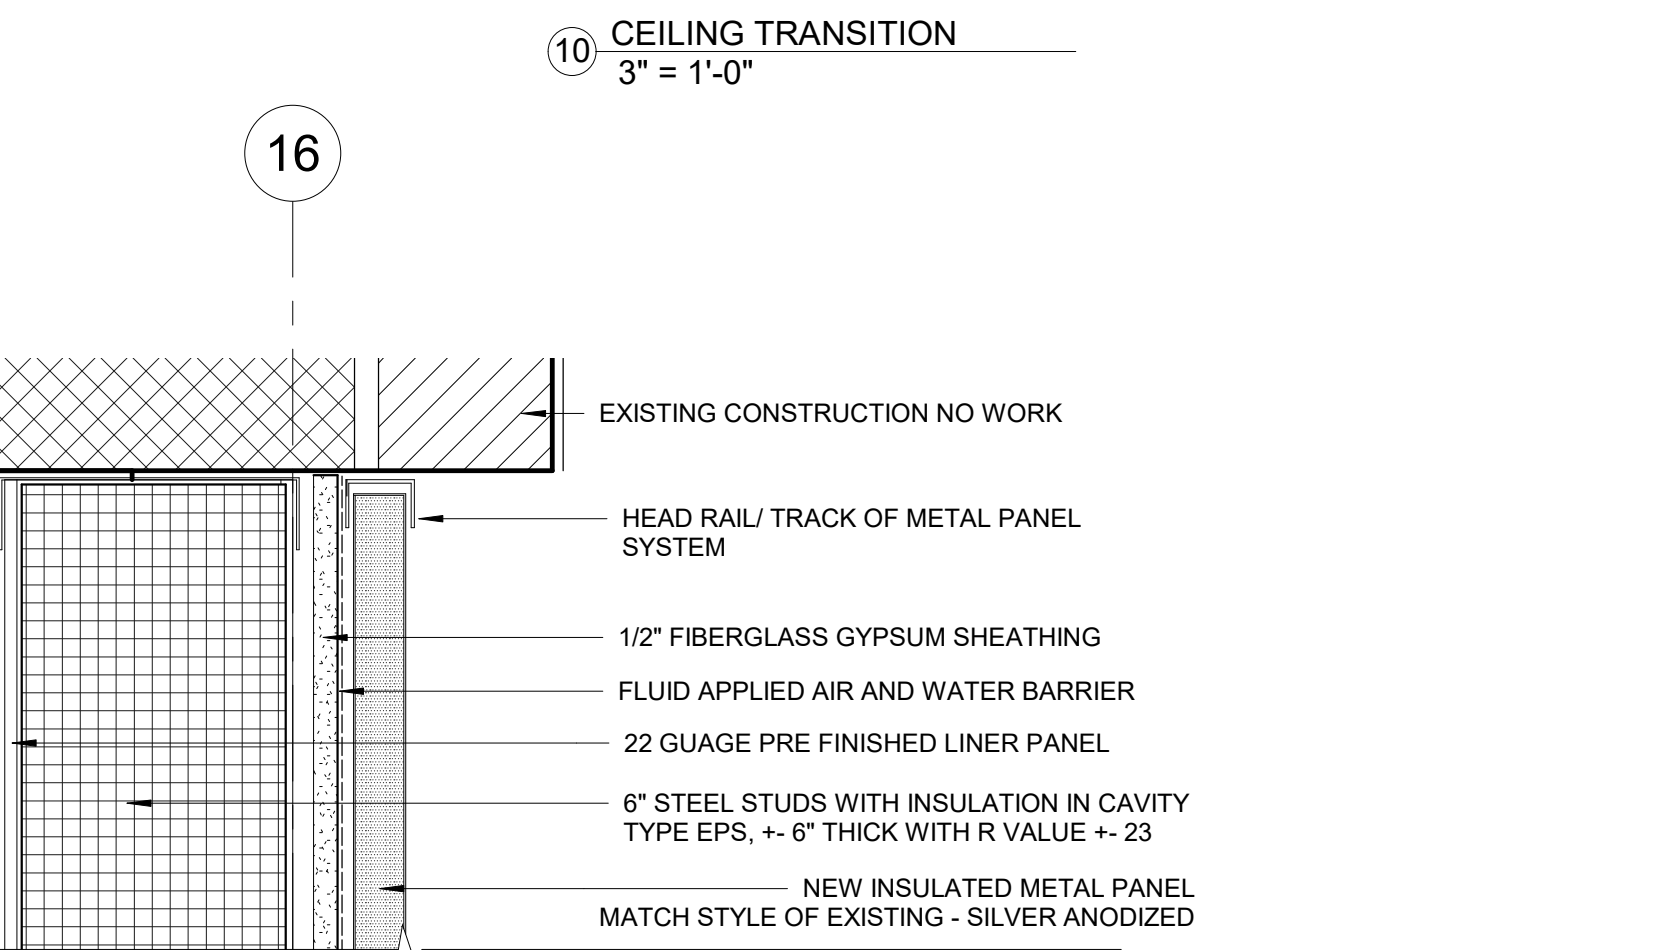 10
CEILING TRANSITION
3" = 1'-0"
16
EXISTING CONSTRUCTION NO WORK
HEAD RAIL/ TRACK OF METAL PANEL
SYSTEM
1/2" FIBERGLASS GYPSUM SHEATHING
FLUID APPLIED AIR AND WATER BARRIER
22 GUAGE PRE FINISHED LINER PANEL
6" STEEL STUDS WITH INSULATION IN CAVITY
TYPE EPS, +- 6" THICK WITH R VALUE +- 23
NEW INSULATED METAL PANEL
MATCH STYLE OF EXISTING - SILVER ANODIZED